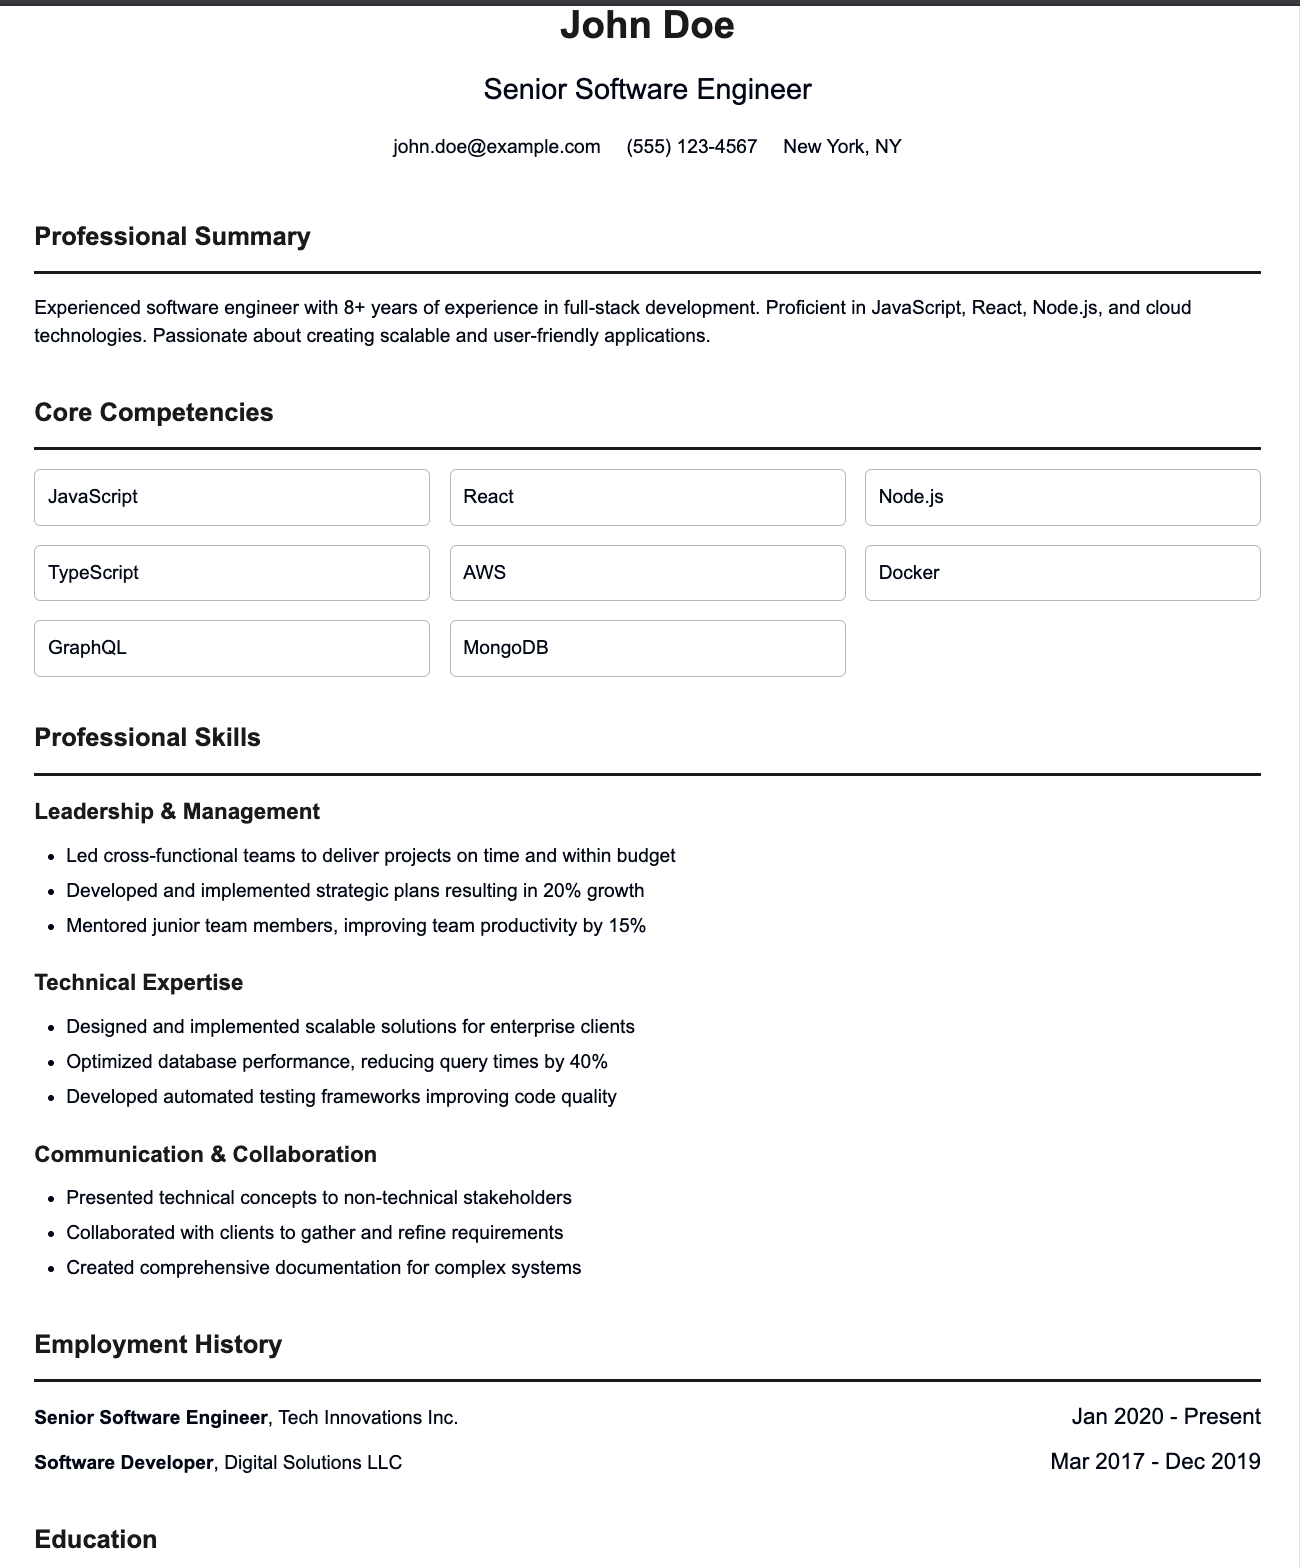 John Doe
Senior Software Engineer
john.doe@example.com (555) 123-4567 New York, NY
Professional Summary
Experienced software engineer with 8+ years of experience in full-stack development. Proficient in JavaScript, React, Node.js, and cloud
technologies. Passionate about creating scalable and user-friendly applications.
Core Competencies
JavaScript React Node.js
TypeScript AWS Docker
GraphQL MongoDB
Professional Skills
Leadership & Management
• Led cross-functional teams to deliver projects on time and within budget
• Developed and implemented strategic plans resulting in 20% growth
• Mentored junior team members, improving team productivity by 15%
Technical Expertise
• Designed and implemented scalable solutions for enterprise clients
• Optimized database performance, reducing query times by 40%
• Developed automated testing frameworks improving code quality
Communication & Collaboration
• Presented technical concepts to non-technical stakeholders
• Collaborated with clients to gather and refine requirements
• Created comprehensive documentation for complex systems
Employment History
Senior Software Engineer, Tech Innovations Inc. Jan 2020 - Present
Software Developer, Digital Solutions LLC Mar 2017 - Dec 2019
Education